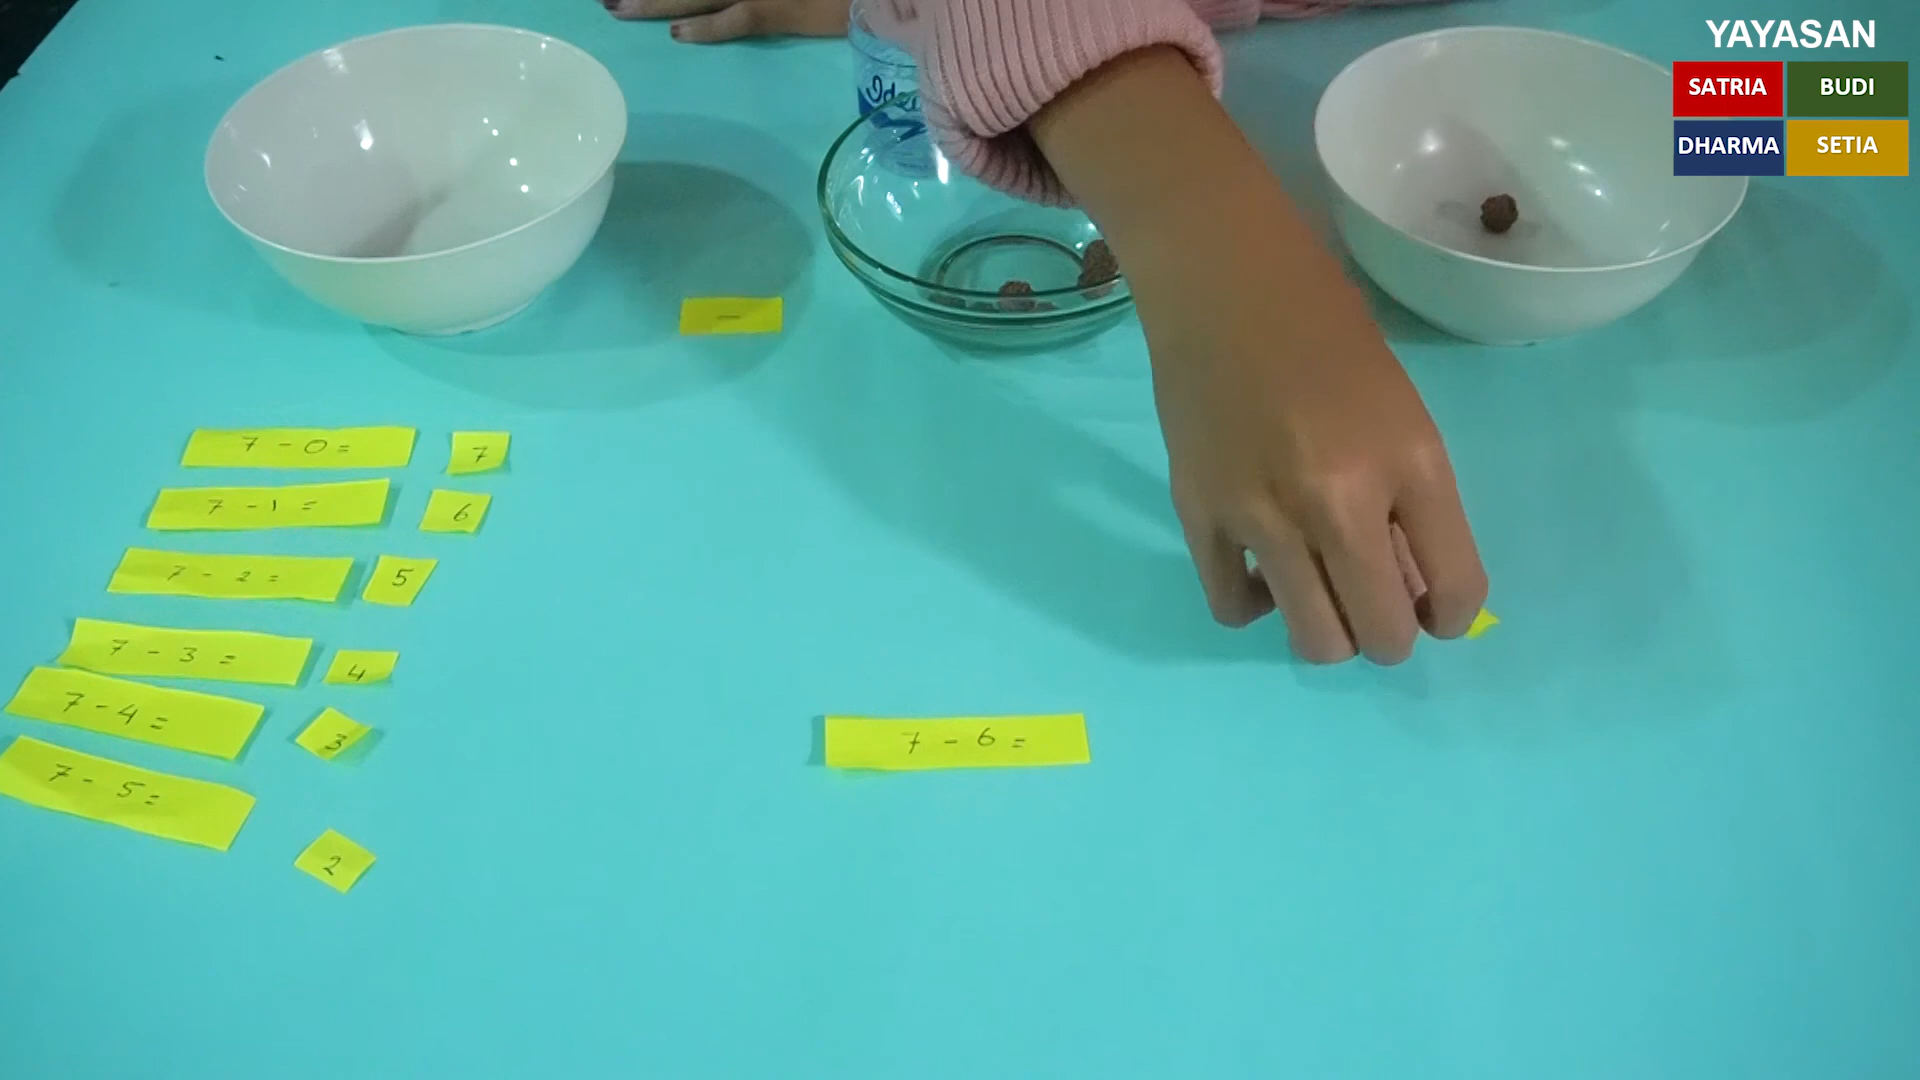 YAYASAN
SATRIA BUDI
DHARMA SETIA
-
7 - 0 = 7
7 - 1 = 6
7 - 2 = 5
7 - 3 = 4
7 - 4 = 3
7 - 5 = 2
7 - 6 =